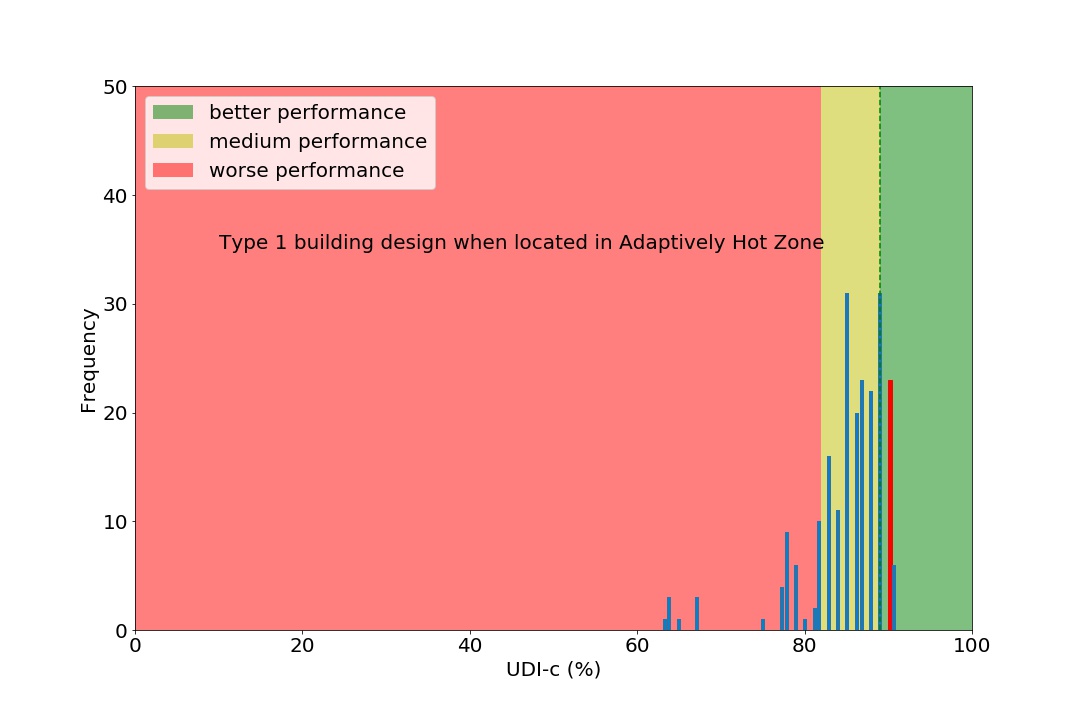 50
better performance
medium performance
worse performance
40
Type 1 building design when located in Adaptively Hot Zone
30
Frequency
20
10
0
0 20 40 60 80 100
UDI-c (%)